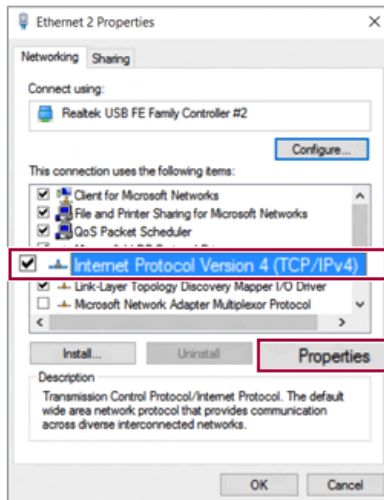 Ethernet 2 Properties
Networking
Sharing
Connect using:
Realtek USB FE Family Controller #2
Configure...
This connection uses the following items:
Client for Microsoft Networks
File and Printer Sharing for Microsoft Networks
QoS Packet Scheduler
Internet Protocol Version 4 (TCP/IPv4)
Link-Layer Topology Discovery Mapper I/O Driver
Microsoft Network Adapter Multiplexor Protocol
Install...
Uninstall
Properties
Description
Transmission Control Protocol/Internet Protocol. The default
wide area network protocol that provides communication
across diverse interconnected networks.
OK
Cancel